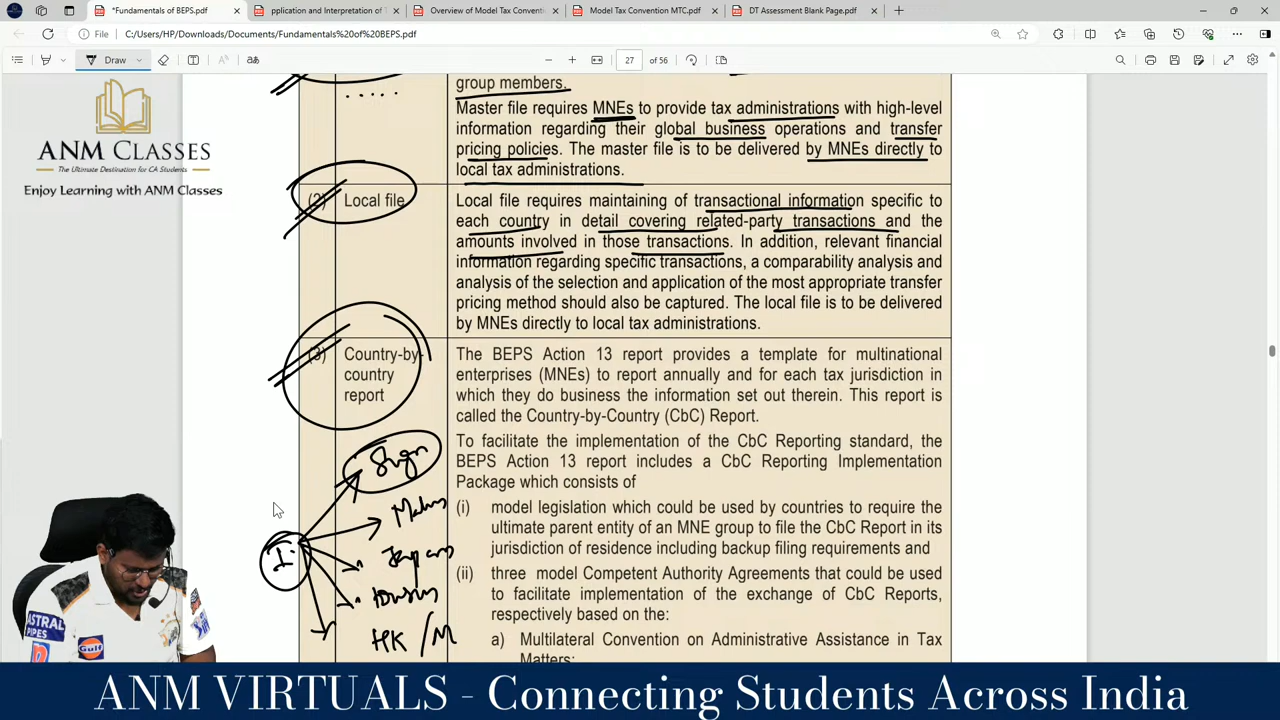 *Fundamentals of BEPS.pdf
pplication and Interpretation of T
Overview of Model Tax Conventi
Model Tax Convention MTC.pdf
DT Assessment Blank Page.pdf
File
C:/Users/HP/Downloads/Documents/Fundamentals%20of%20BEPS.pdf
Draw
27 of 56
ANM CLASSES
The Ultimate Destination for CA Students
Enjoy Learning with ANM Classes
group members.
Master file requires MNEs to provide tax administrations with high-level
information regarding their global business operations and transfer
pricing policies. The master file is to be delivered by MNEs directly to
local tax administrations.
(2) Local file
Local file requires maintaining of transactional information specific to
each country in detail covering related-party transactions and the
amounts involved in those transactions. In addition, relevant financial
information regarding specific transactions, a comparability analysis and
analysis of the selection and application of the most appropriate transfer
pricing method should also be captured. The local file is to be delivered
by MNEs directly to local tax administrations.
(3) Country-by-
country
report
The BEPS Action 13 report provides a template for multinational
enterprises (MNEs) to report annually and for each tax jurisdiction in
which they do business the information set out therein. This report is
called the Country-by-Country (CbC) Report.
To facilitate the implementation of the CbC Reporting standard, the
BEPS Action 13 report includes a CbC Reporting Implementation
Package which consists of
(i) model legislation which could be used by countries to require the
ultimate parent entity of an MNE group to file the CbC Report in its
jurisdiction of residence including backup filing requirements and
(ii) three model Competent Authority Agreements that could be used
to facilitate implementation of the exchange of CbC Reports,
respectively based on the:
a) Multilateral Convention on Administrative Assistance in Tax
Matters;
HK / M
ASTRAL
PIPES
Gulf
ANM VIRTUALS - Connecting Students Across India